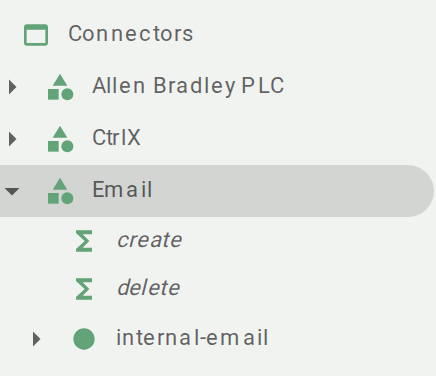 Connectors
Allen Bradley PLC
CtrlX
Email
create
delete
internal-email